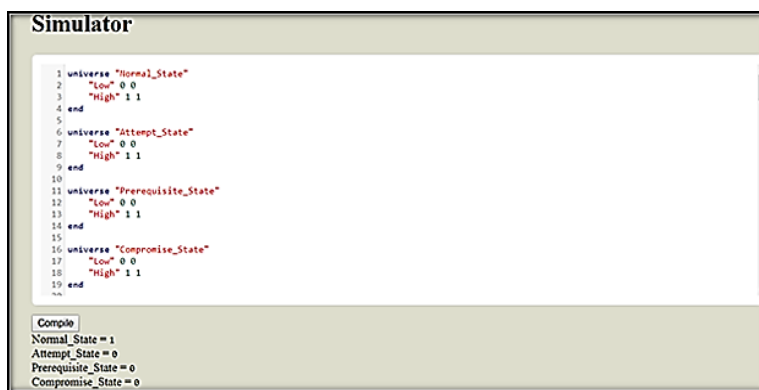 Simulator
1 universe "Normal_State"
2 "Low" 0 0
3 "High" 1 1
4 end
5
6 universe "Attempt_State"
7 "Low" 0 0
8 "High" 1 1
9 end
10
11 universe "Prerequisite_State"
12 "Low" 0 0
13 "High" 1 1
14 end
15
16 universe "Compromise_State"
17 "Low" 0 0
18 "High" 1 1
19 end
Compile
Normal_State = 1
Attempt_State = 0
Prerequisite_State = 0
Compromise_State = 0